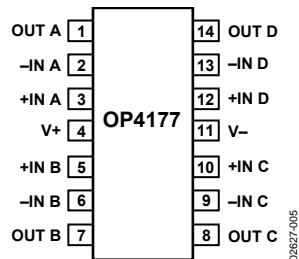 OUT A 1 14 OUT D
–IN A 2 13 –IN D
+IN A 3 12 +IN D
V+ 4 OP4177 11 V–
+IN B 5 10 +IN C
–IN B 6 9 –IN C
OUT B 7 8 OUT C
02627-005